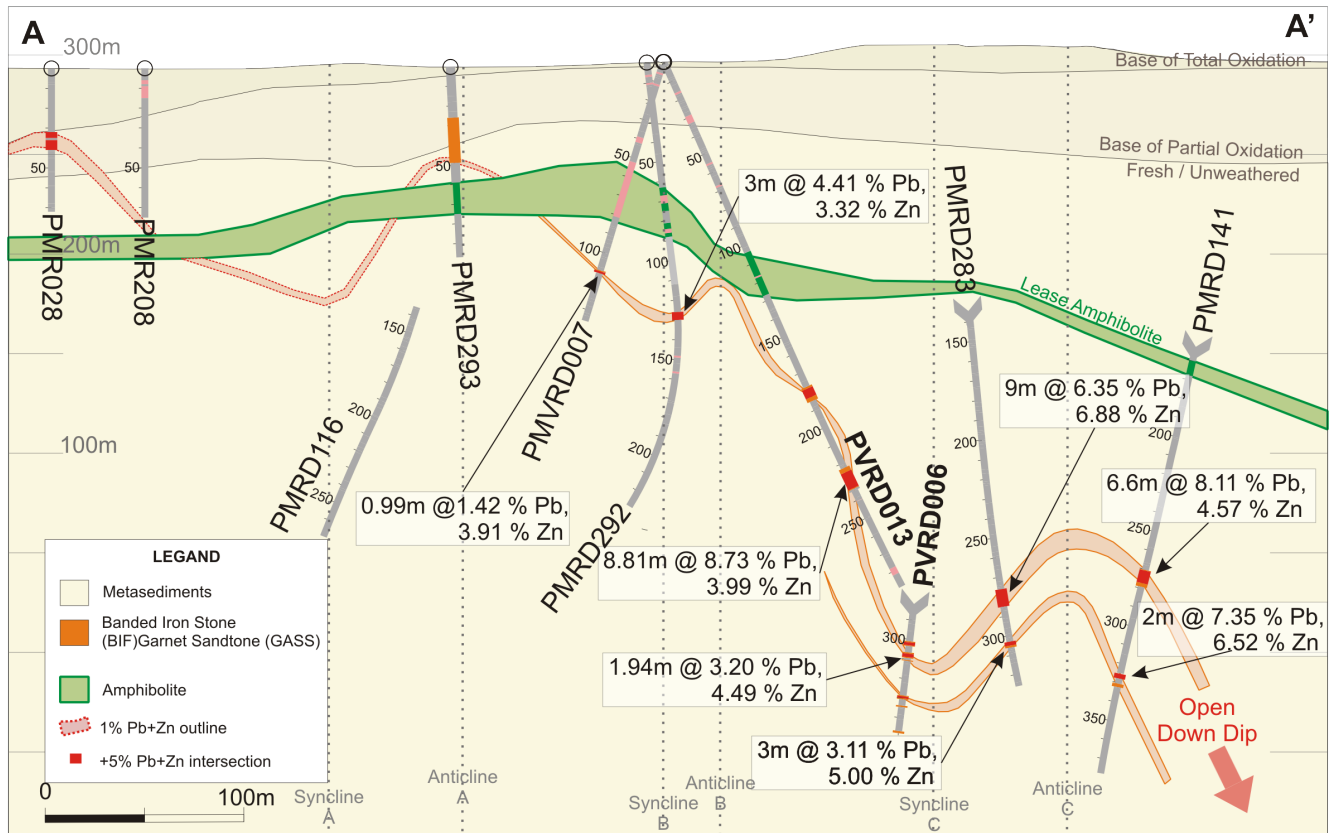 A
A’
300m
Base of Total Oxidation
Base of Partial Oxidation
Fresh / Unweathered
50
50
50
50
50
50
PMR028
PMR208
200m
PMRD293
3m @ 4.41 % Pb,
3.32 % Zn
PMRD283
PMRD141
100
100
100
Lease Amphibolite
150
150
150
150
PMRD116
200
250
PMVRD007
PMRD292
200
200
250
PVRD013
PVRD006
9m @ 6.35 % Pb,
6.88 % Zn
200
200
100m
0.99m @1.42 % Pb,
3.91 % Zn
6.6m @ 8.11 % Pb,
4.57 % Zn
250
250
8.81m @ 8.73 % Pb,
3.99 % Zn
300
300
300
2m @ 7.35 % Pb,
6.52 % Zn
1.94m @ 3.20 % Pb,
4.49 % Zn
350
Open
Down Dip
3m @ 3.11 % Pb,
5.00 % Zn
LEGAND
Metasediments
Banded Iron Stone
(BIF)Garnet Sandtone (GASS)
Amphibolite
1% Pb+Zn outline
+5% Pb+Zn intersection
0
100m
Syncline
A
Anticline
A
Syncline
B
Anticline
B
Syncline
C
Anticline
C